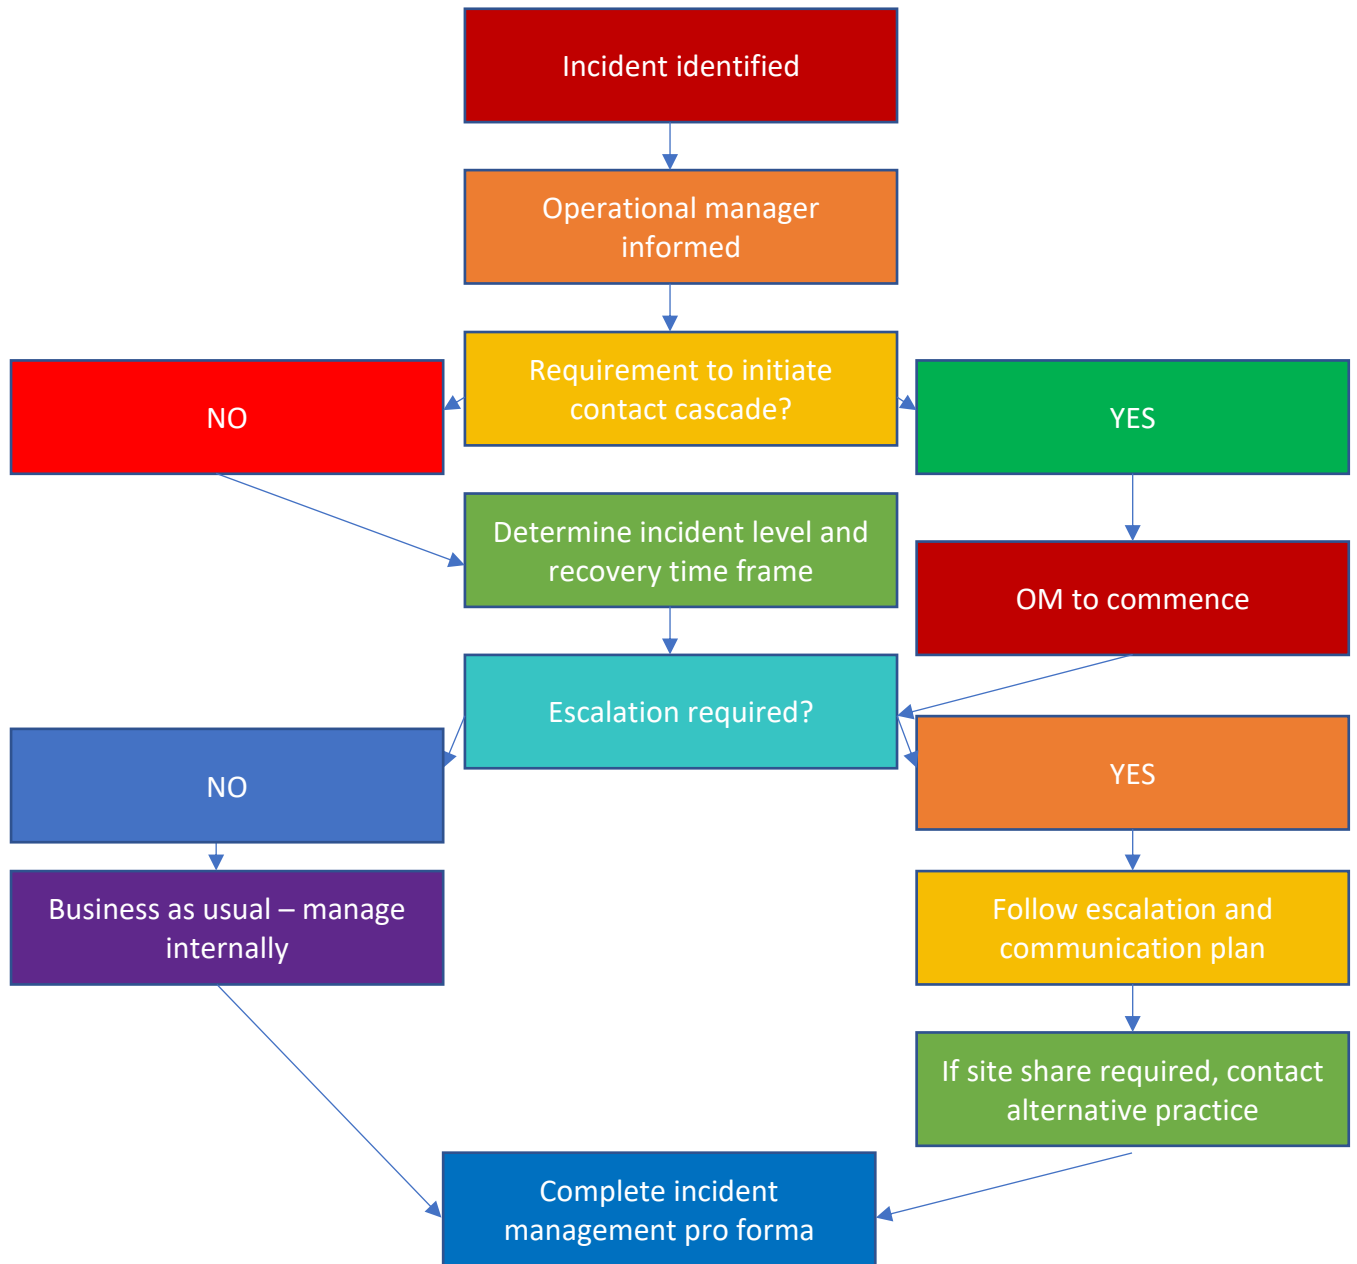 Incident identified
Operational manager
informed
Requirement to initiate
contact cascade?
NO
YES
Determine incident level and
recovery time frame
OM to commence
Escalation required?
NO
YES
Business as usual – manage
internally
Follow escalation and
communication plan
If site share required, contact
alternative practice
Complete incident
management pro forma